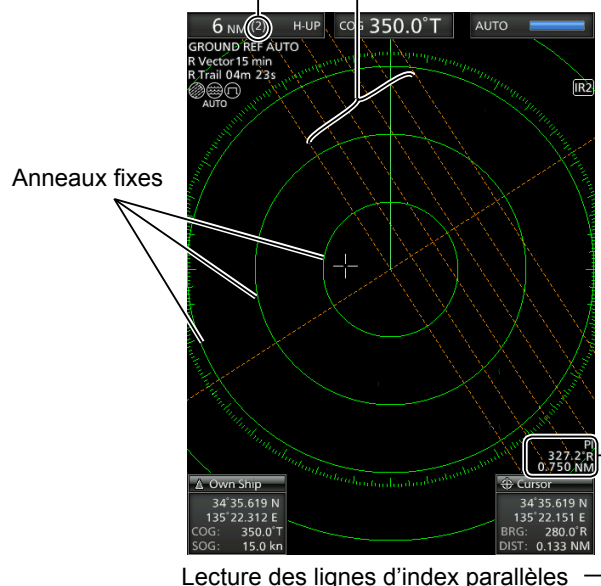 6 NM (2) H-UP COG 350.0°T AUTO
GROUND REF AUTO
R Vector 15 min
R Trail 04m 23s
AUTO
IR2
Anneaux fixes
PI
327.2°R
0.750 NM
Own Ship
34°35.619 N
135°22.312 E
COG: 350.0°T
SOG: 15.0 kn
Cursor
34°35.619 N
135°22.151 E
BRG: 280.0°R
DIST: 0.133 NM
Lecture des lignes d'index parallèles